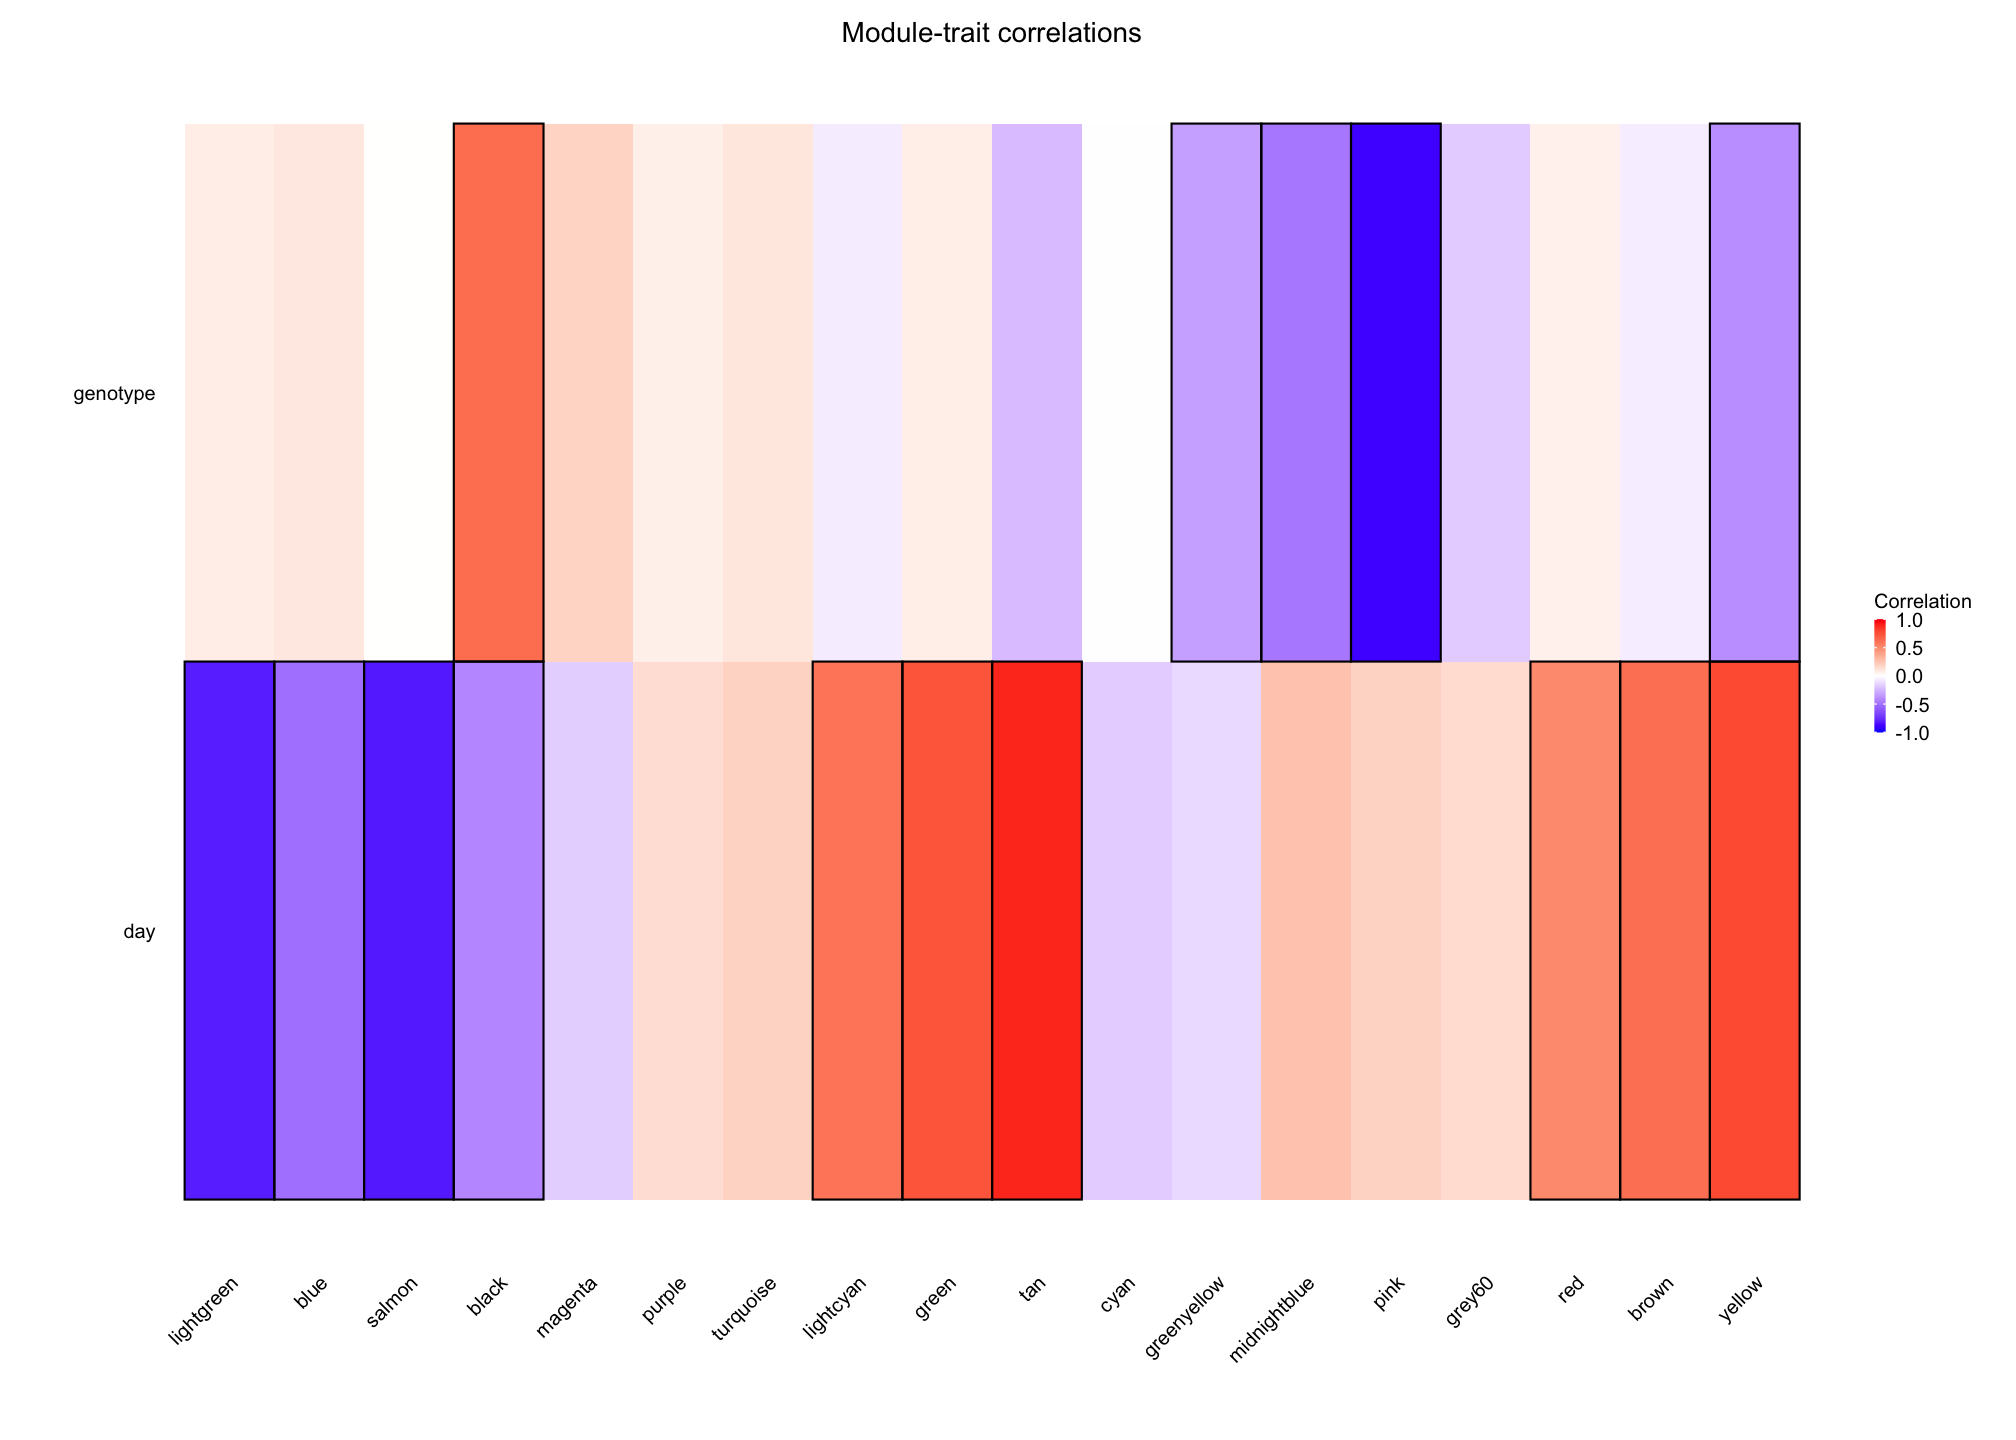 Module-trait correlations
genotype
day
Correlation
1.0
0.5
0.0
-0.5
-1.0
lightgreen
blue
salmon
black
magenta
purple
turquoise
lightcyan
green
tan
cyan
greenyellow
midnightblue
pink
grey60
red
brown
yellow